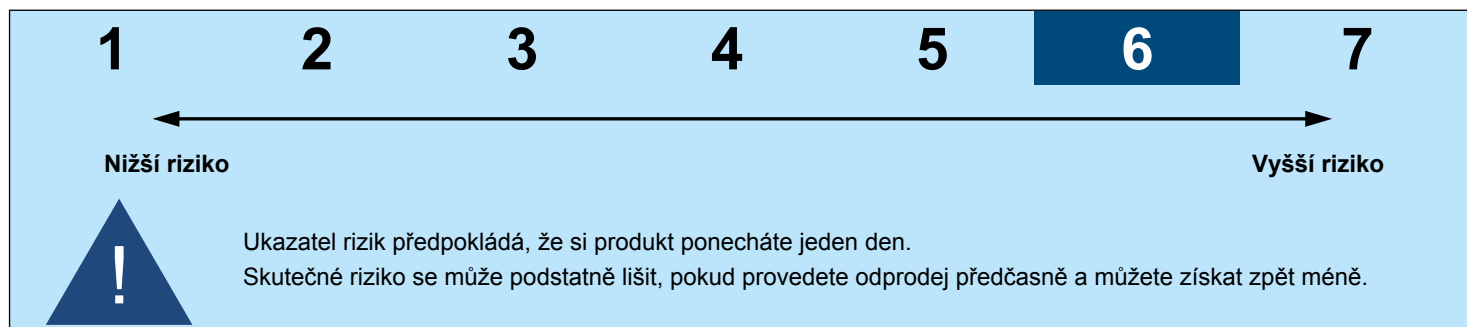 1 2 3 4 5 6 7
Nižší riziko Vyšší riziko
!
Ukazatel rizik předpokládá, že si produkt ponecháte jeden den.
Skutečné riziko se může podstatně lišit, pokud provedete odprodej předčasně a můžete získat zpět méně.